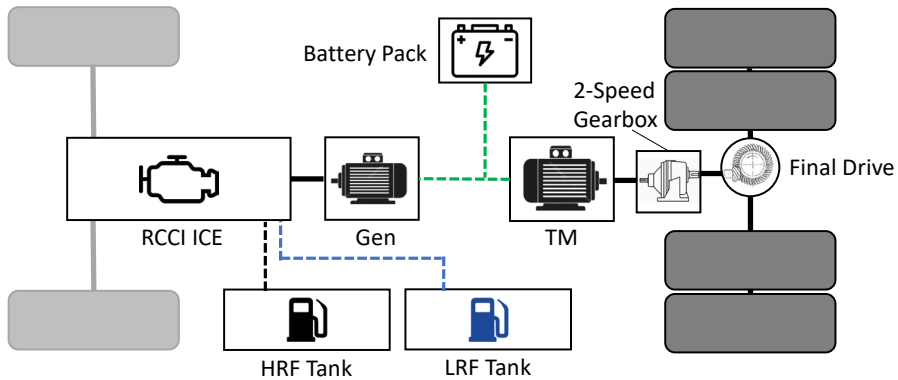 Battery Pack
2-Speed
Gearbox
Final Drive
RCCI ICE
Gen
TM
HRF Tank
LRF Tank